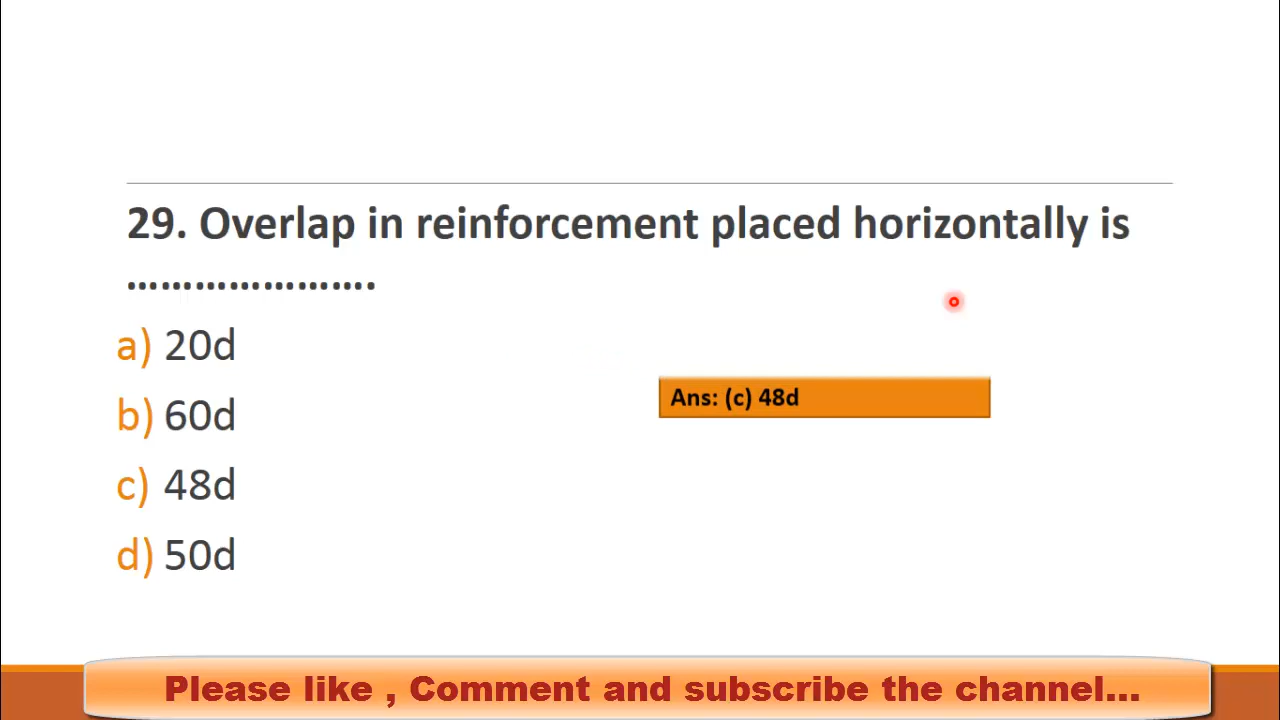 29. Overlap in reinforcement placed horizontally is
………………….
a) 20d
b) 60d
c) 48d
d) 50d
Ans: (c) 48d
Please like , Comment and subscribe the channel...